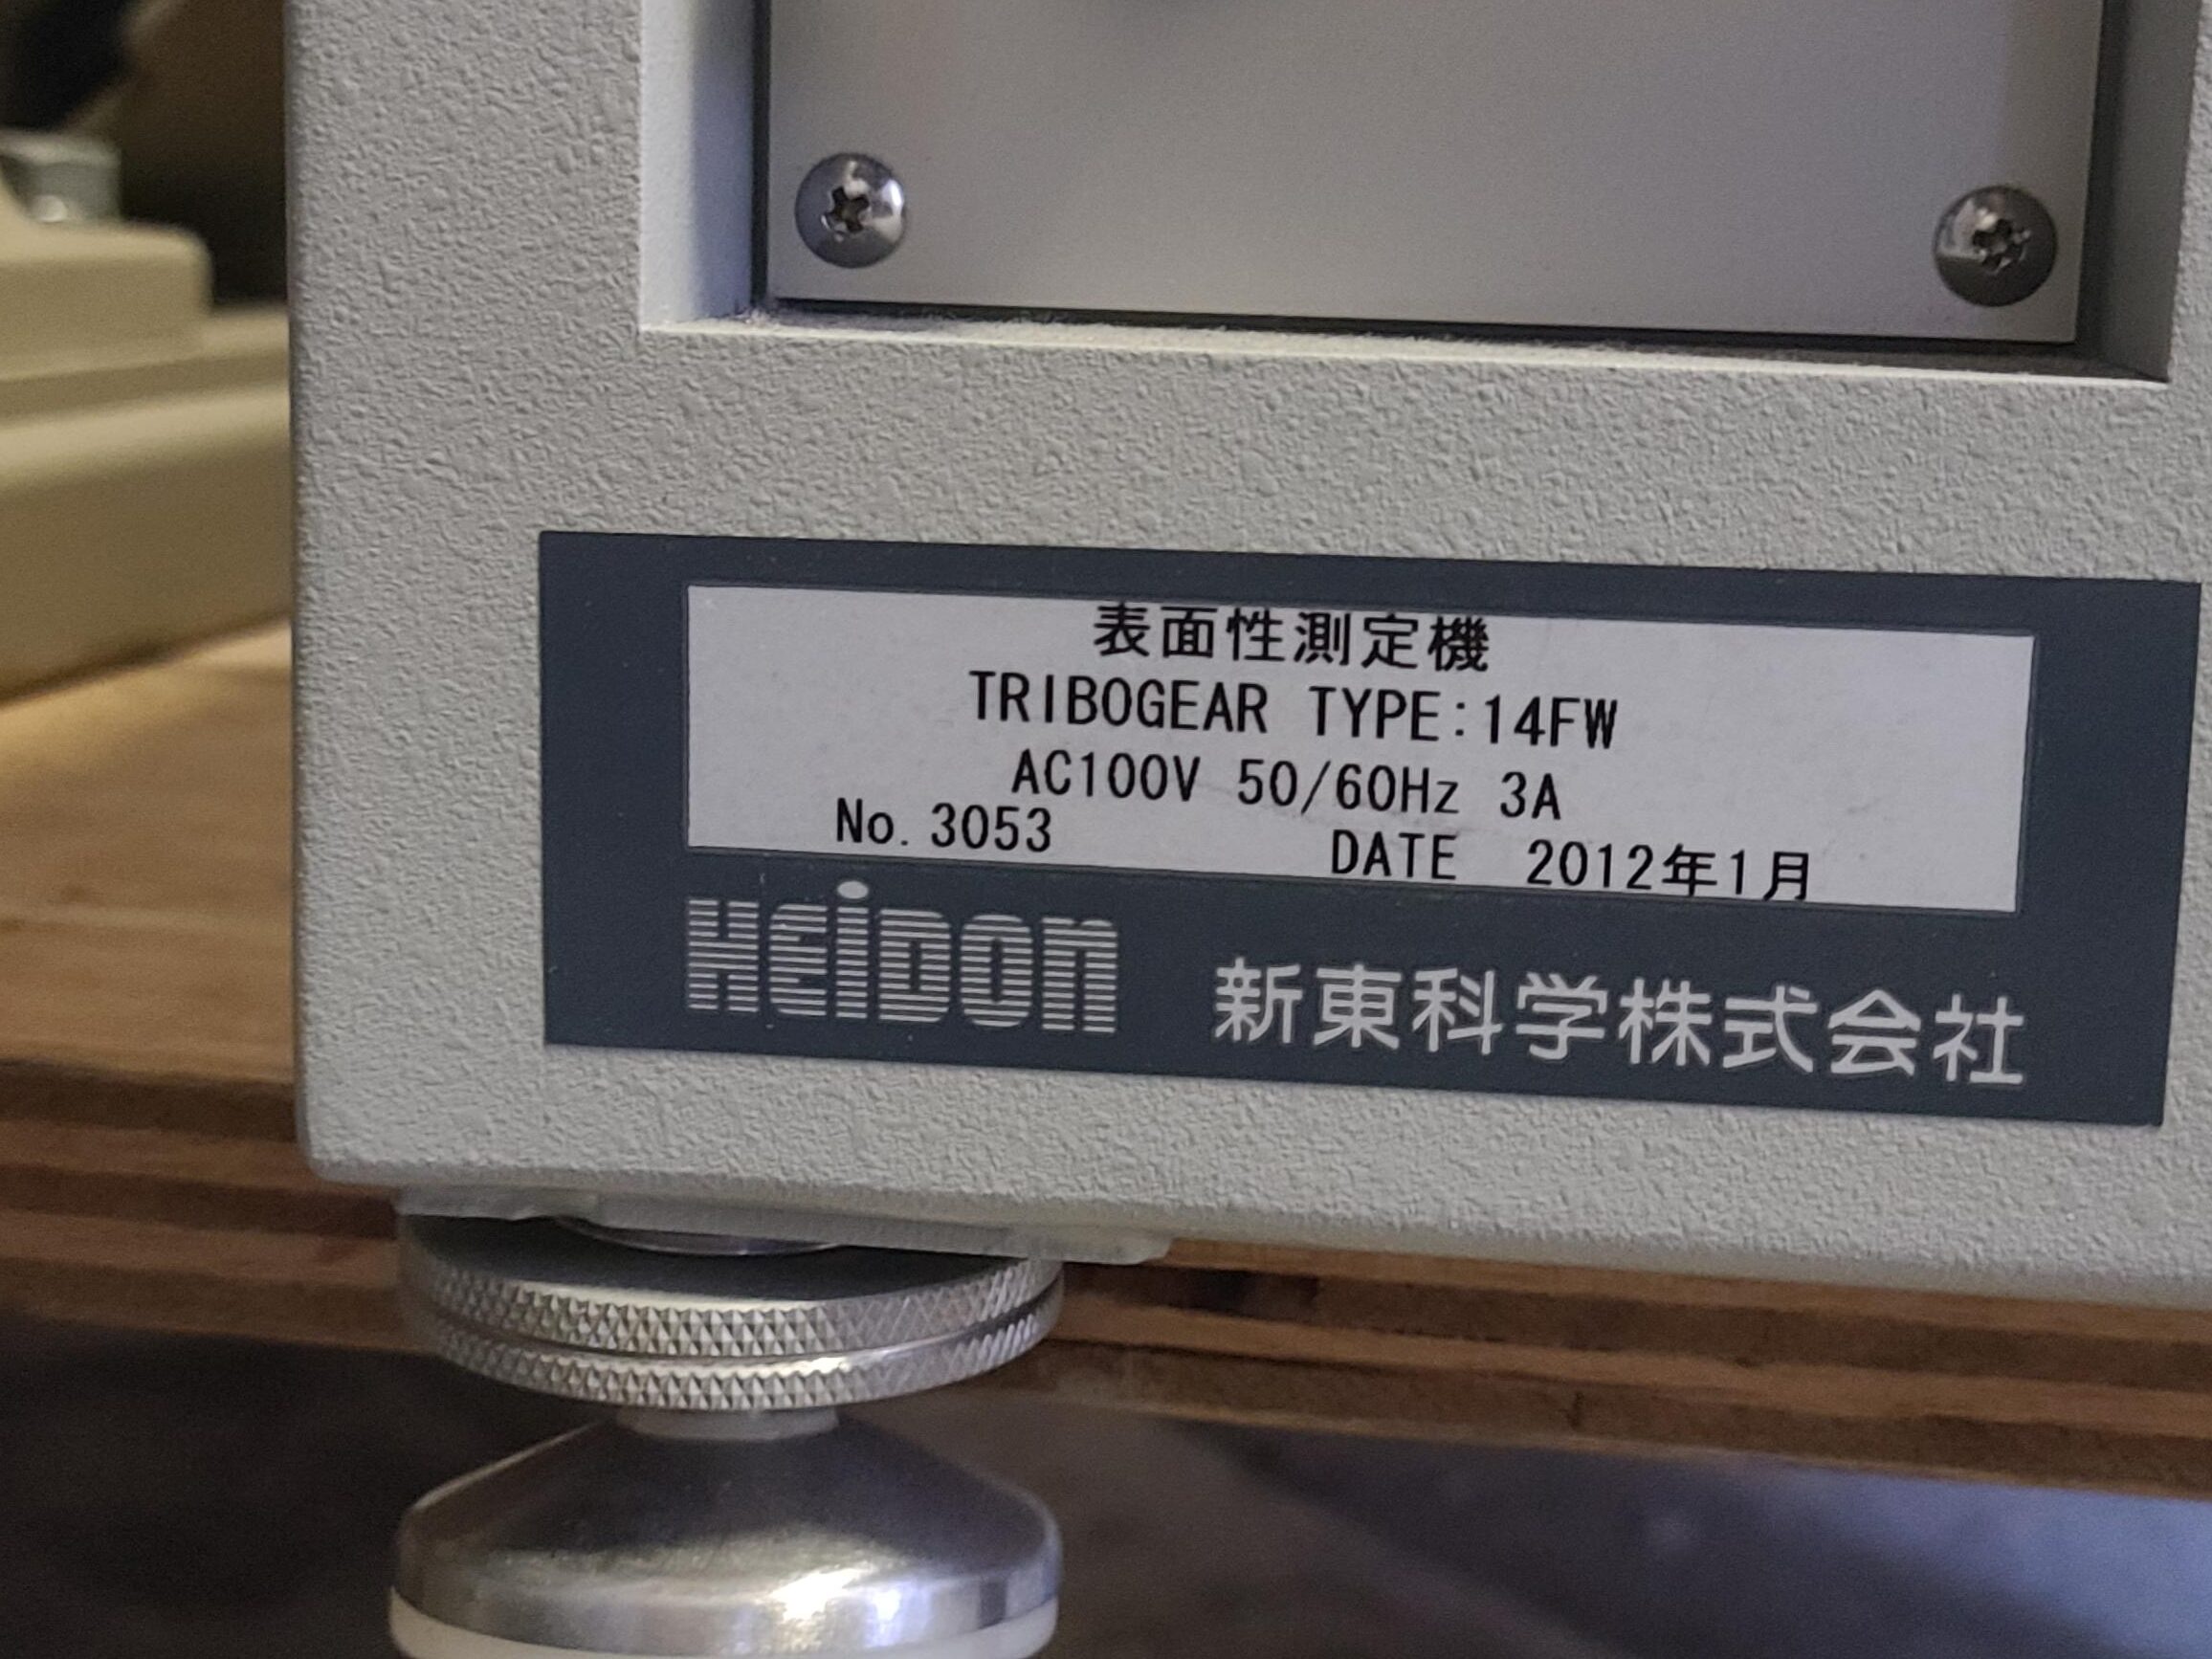 表面性測定機
TRIBOGEAR TYPE:14FW
AC100V 50/60Hz 3A
No.3053 DATE 2012年1月
HEiDON 新東科学株式会社